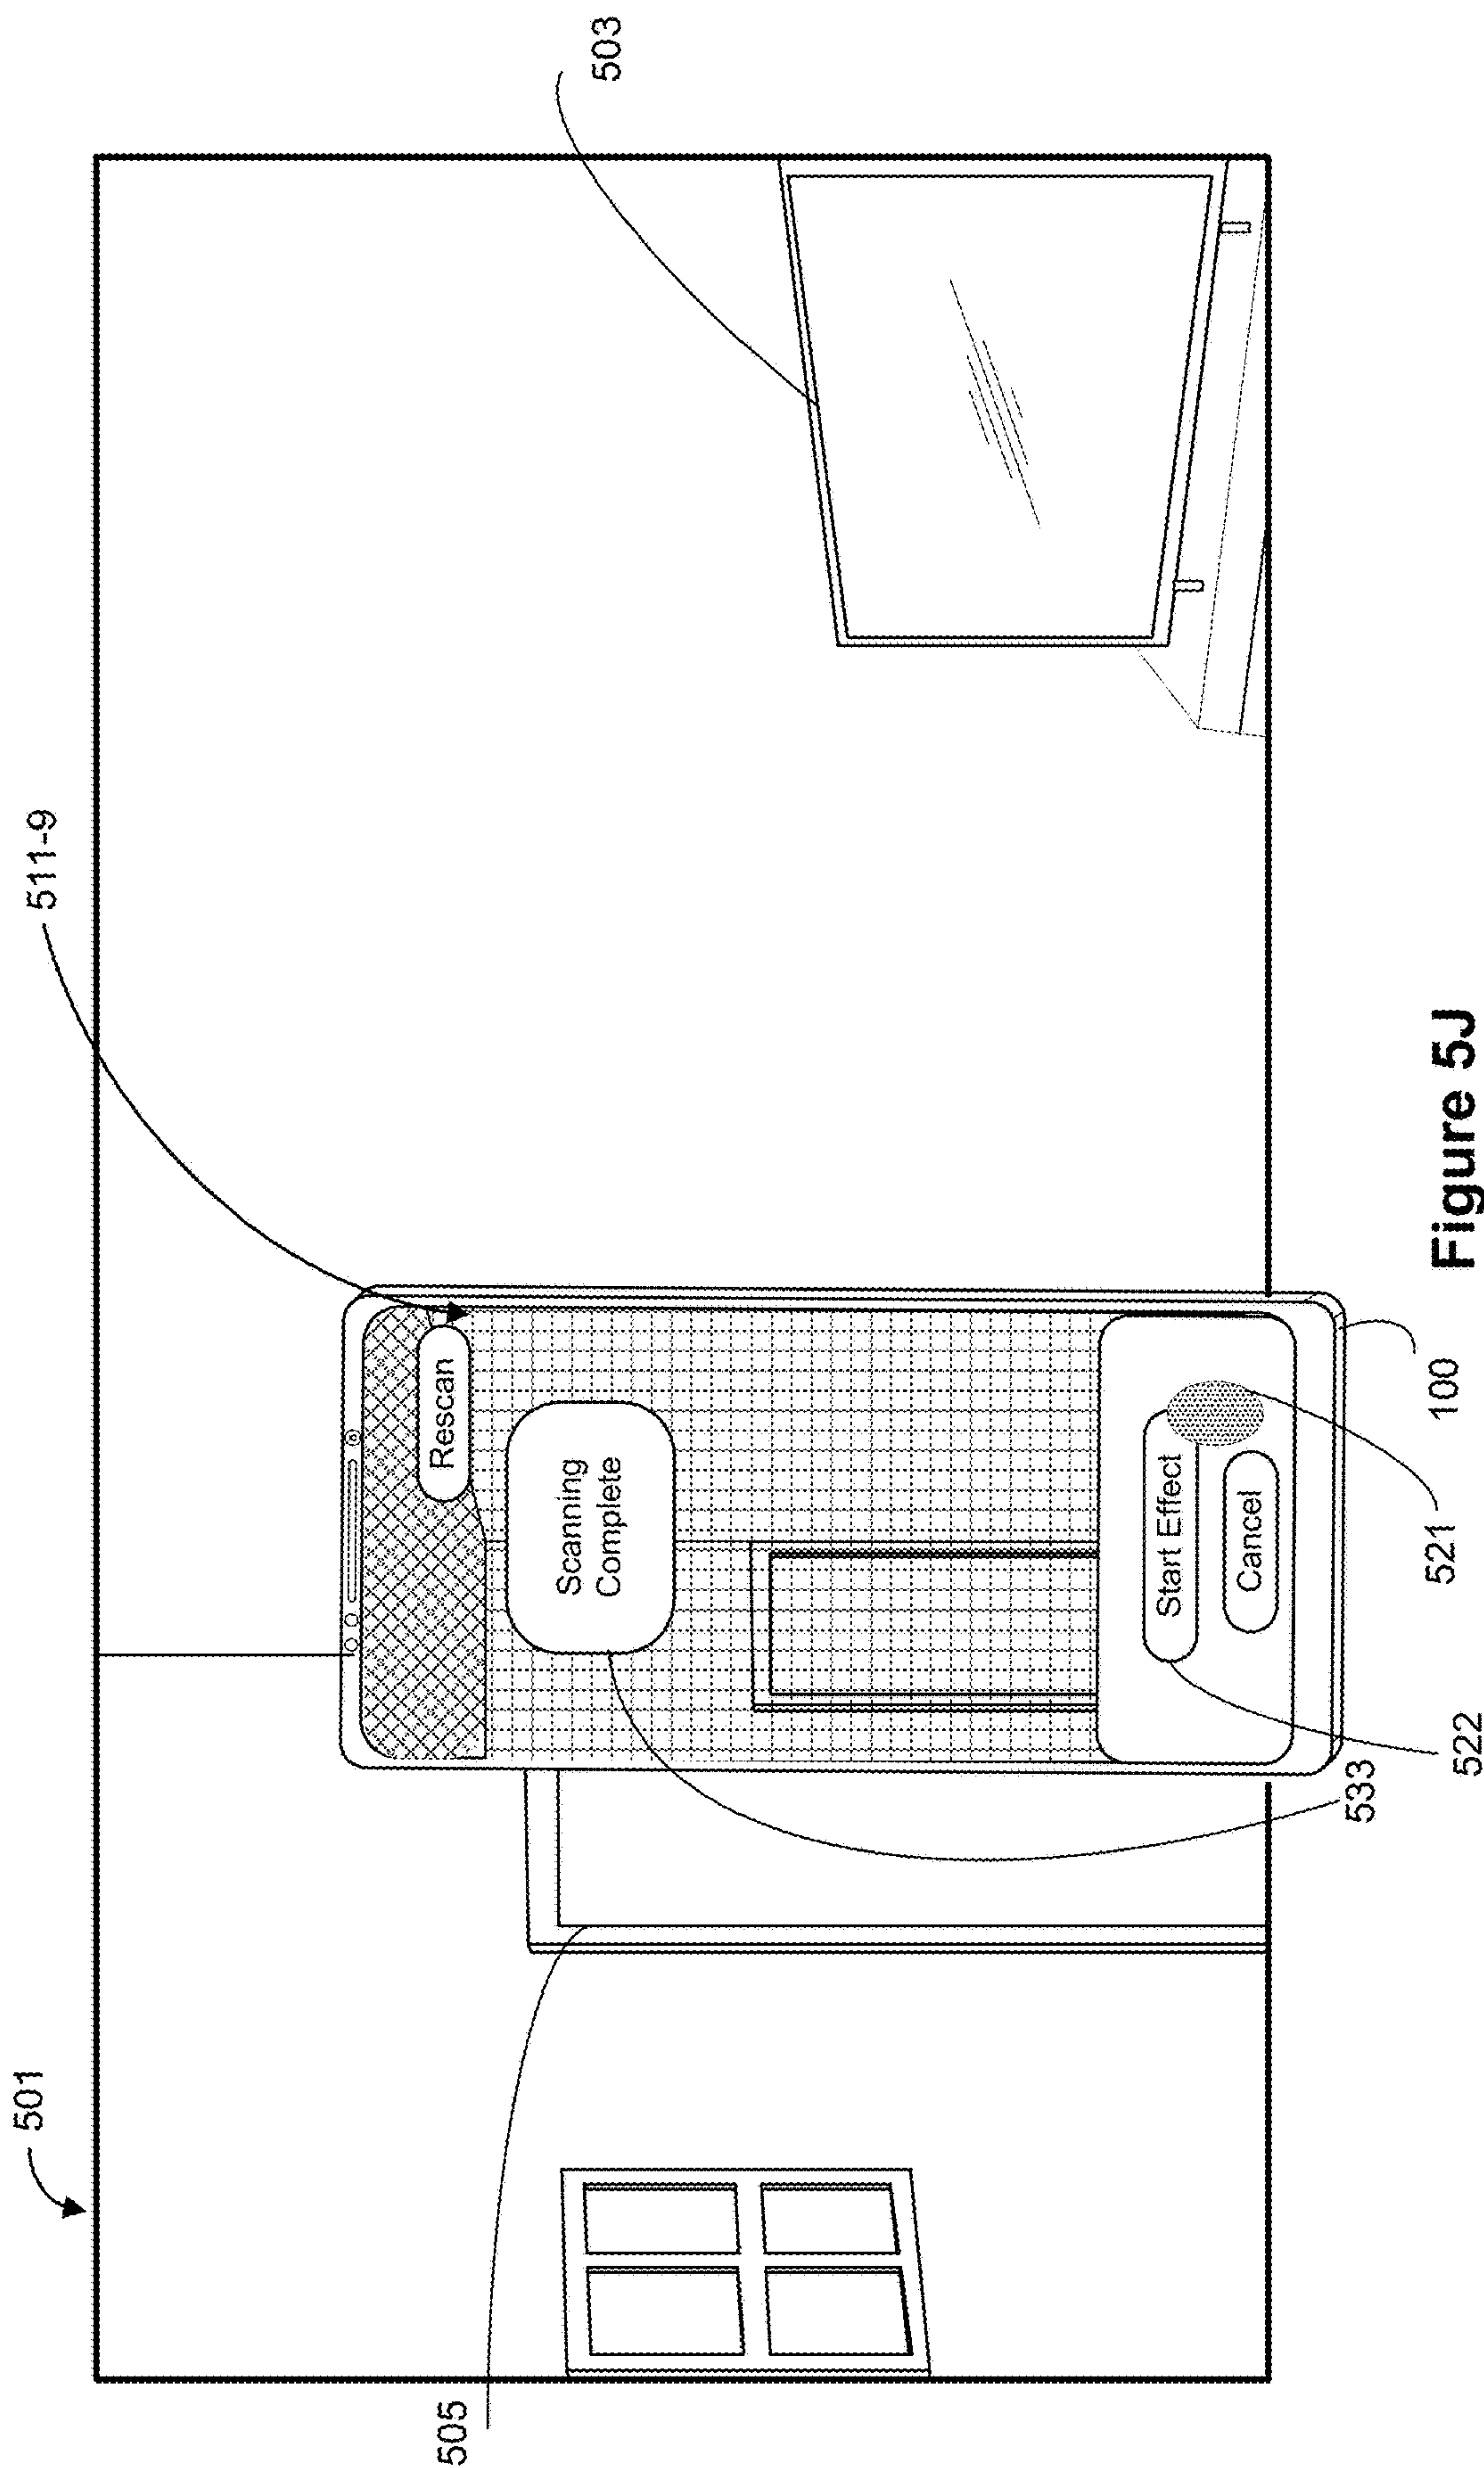 501
511-9
503
505
Rescan
Scanning
Complete
Start Effect
Cancel
533
522
521
100
Figure 5J